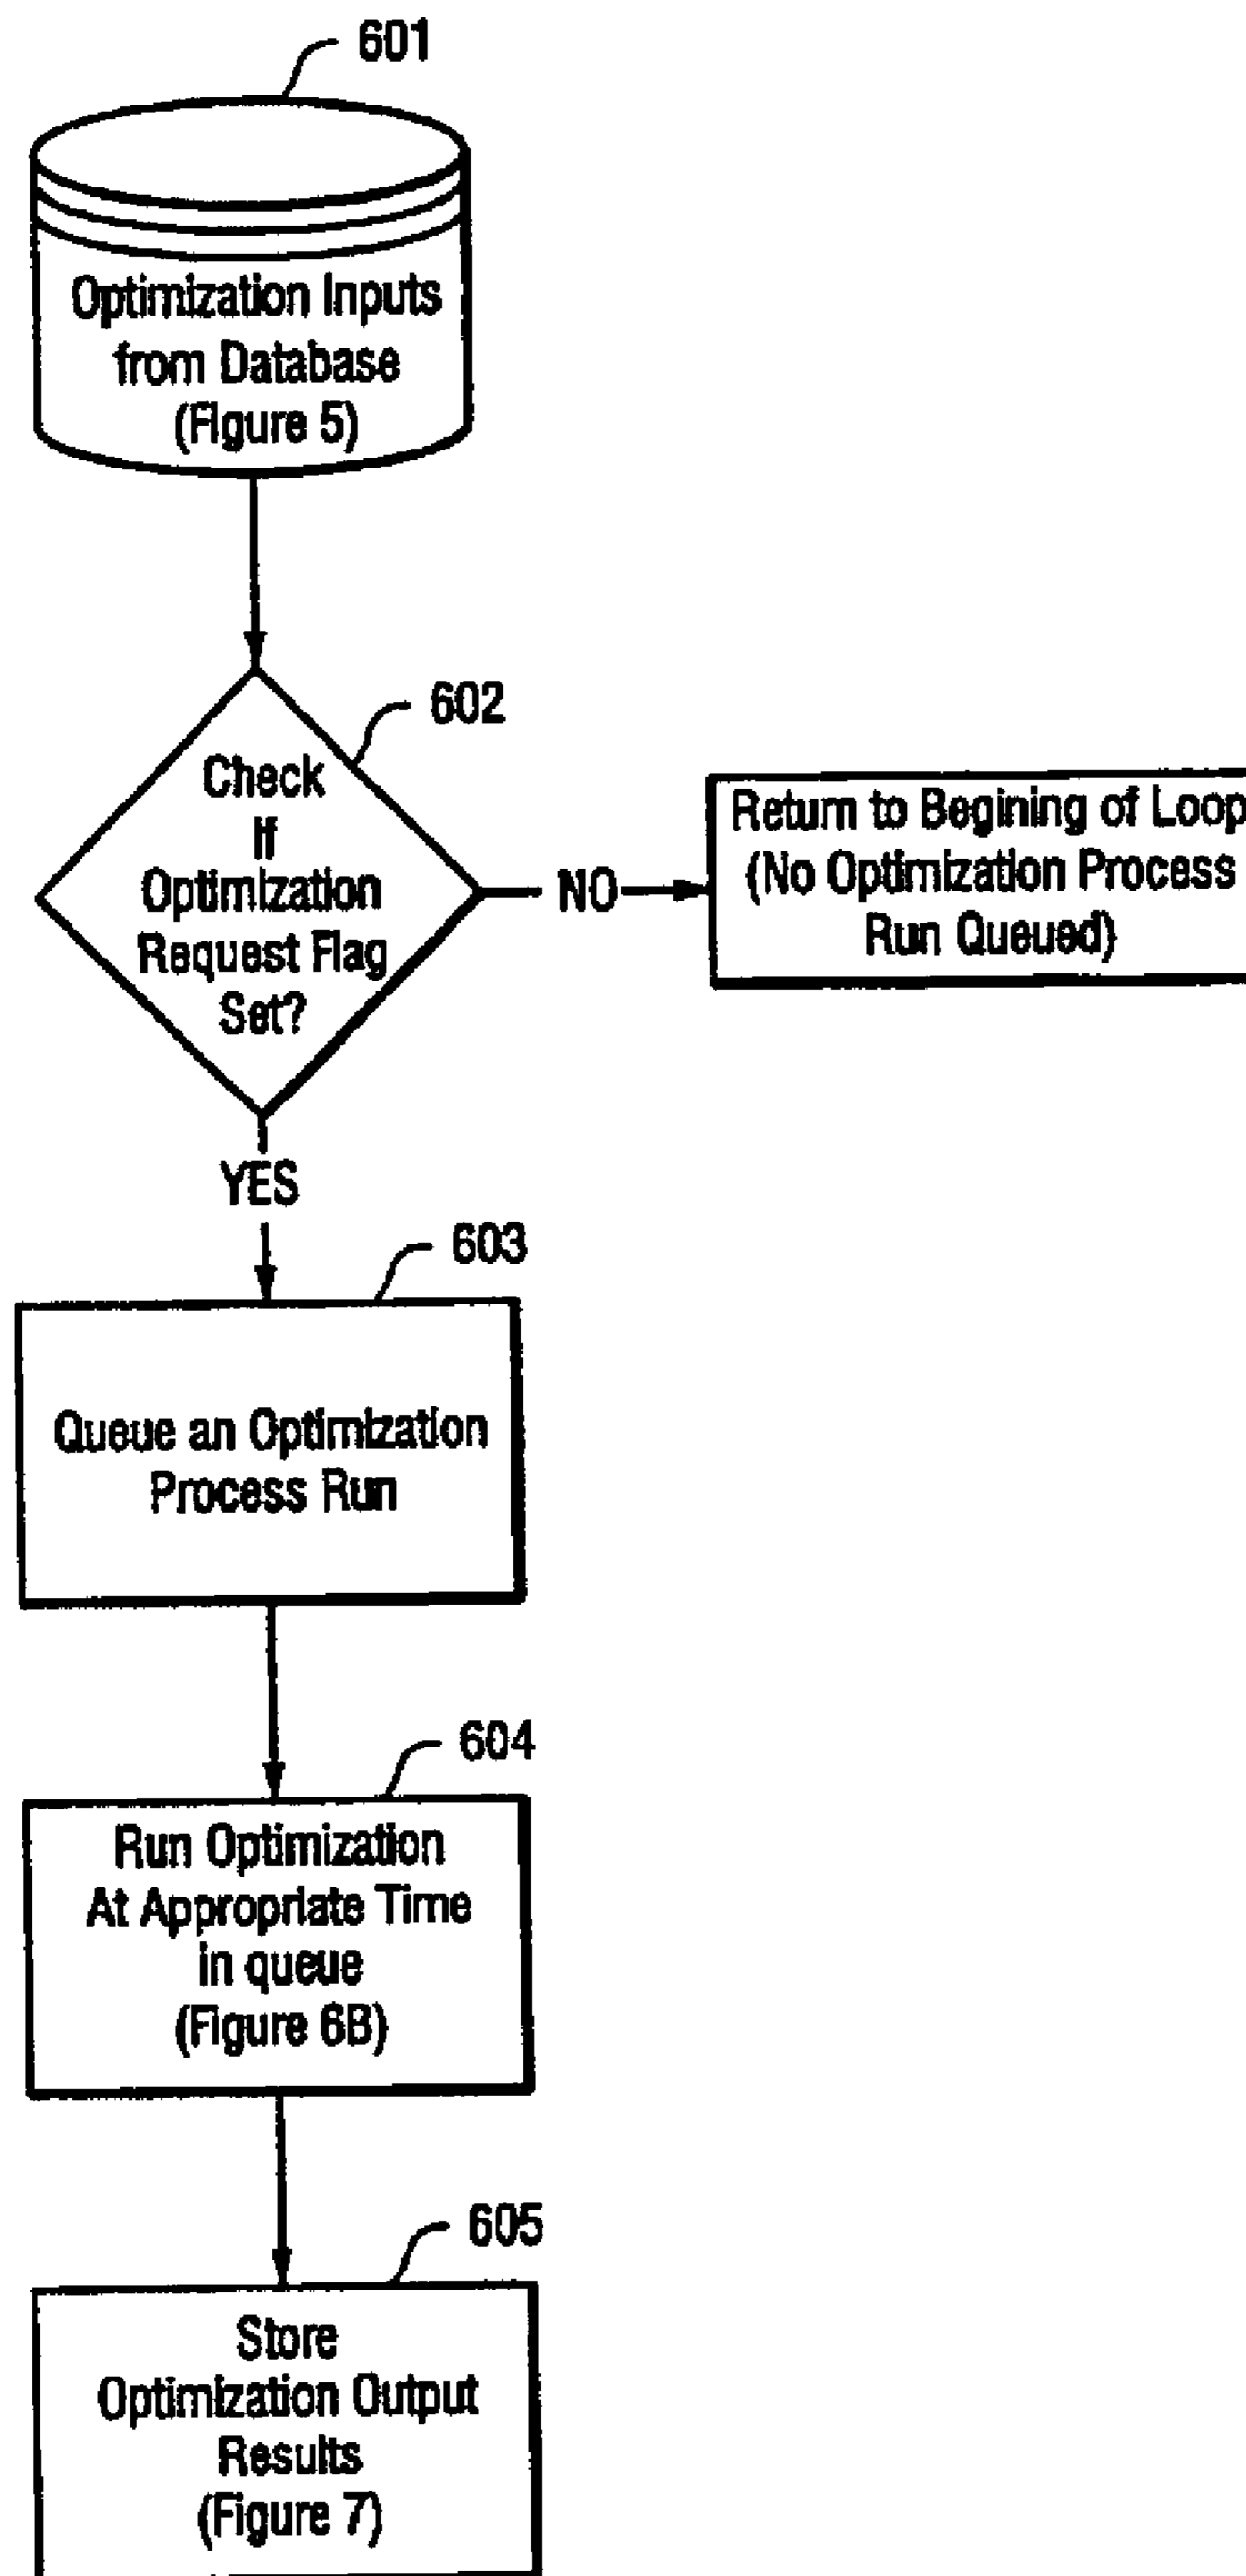 601
Optimization Inputs
from Database
(Figure 5)
602
Check
If
Optimization
Request Flag
Set?
NO
Return to Begining of Loop
(No Optimization Process
Run Queued)
YES
603
Queue an Optimization
Process Run
604
Run Optimization
At Appropriate Time
in queue
(Figure 6B)
605
Store
Optimization Output
Results
(Figure 7)